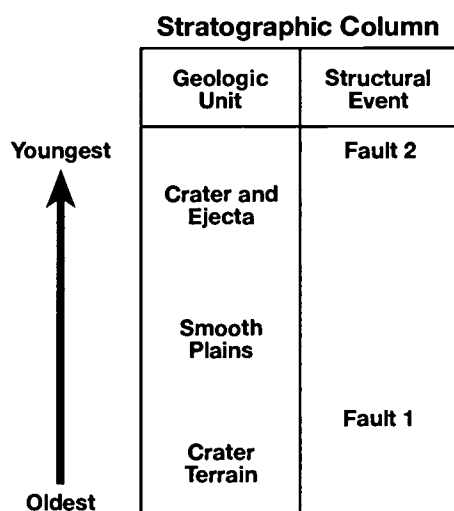 Stratographic Column
Geologic
Unit
Structural
Event
Youngest
Fault 2
Crater and
Ejecta
Smooth
Plains
Fault 1
Crater
Terrain
Oldest